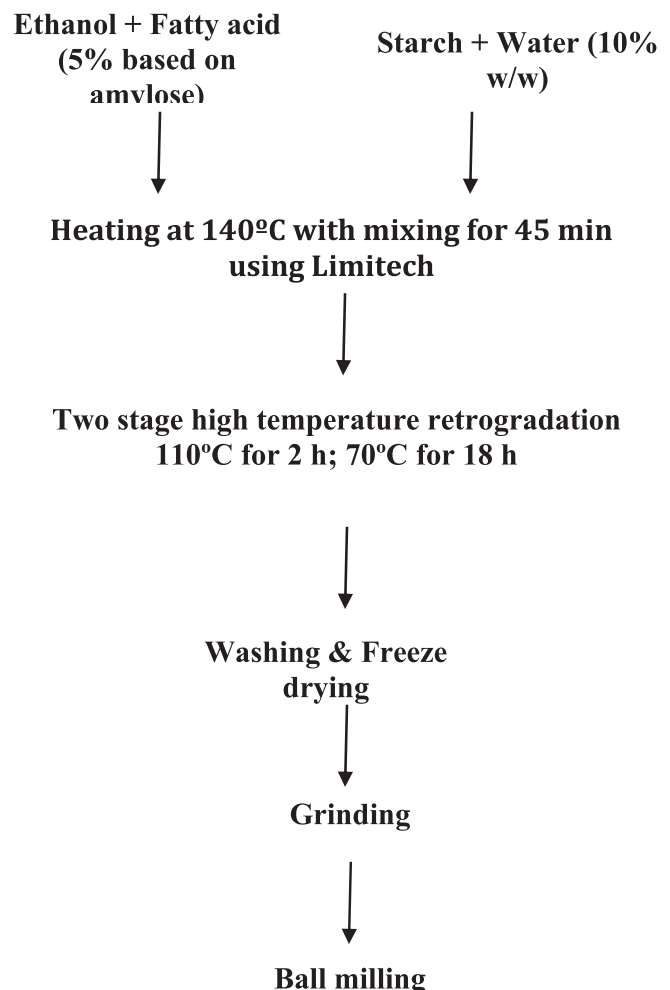 Ethanol + Fatty acid
(5% based on
amylose)
Starch + Water (10%
w/w)
Heating at 140ºC with mixing for 45 min
using Limitech
Two stage high temperature retrogradation
110ºC for 2 h; 70ºC for 18 h
Washing & Freeze
drying
Grinding
Ball milling